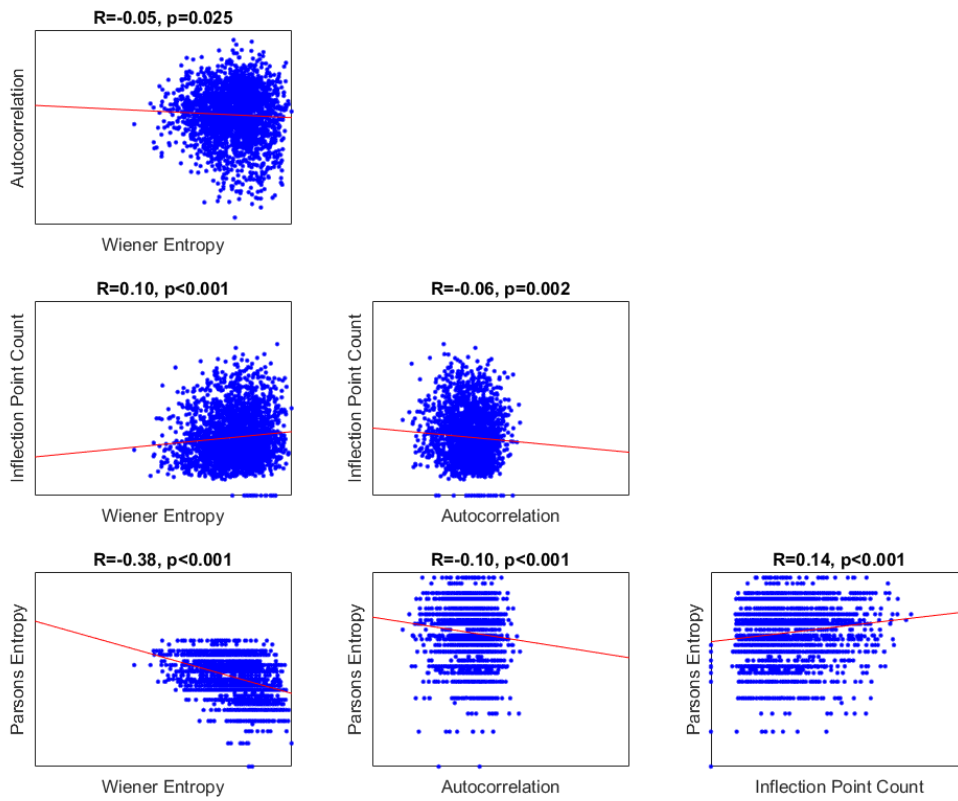 R=-0.05, p=0.025
Autocorrelation
Wiener Entropy
R=0.10, p<0.001
Inflection Point Count
Wiener Entropy
R=-0.06, p=0.002
Inflection Point Count
Autocorrelation
R=-0.38, p<0.001
Parsons Entropy
Wiener Entropy
R=-0.10, p<0.001
Parsons Entropy
Autocorrelation
R=0.14, p<0.001
Parsons Entropy
Inflection Point Count